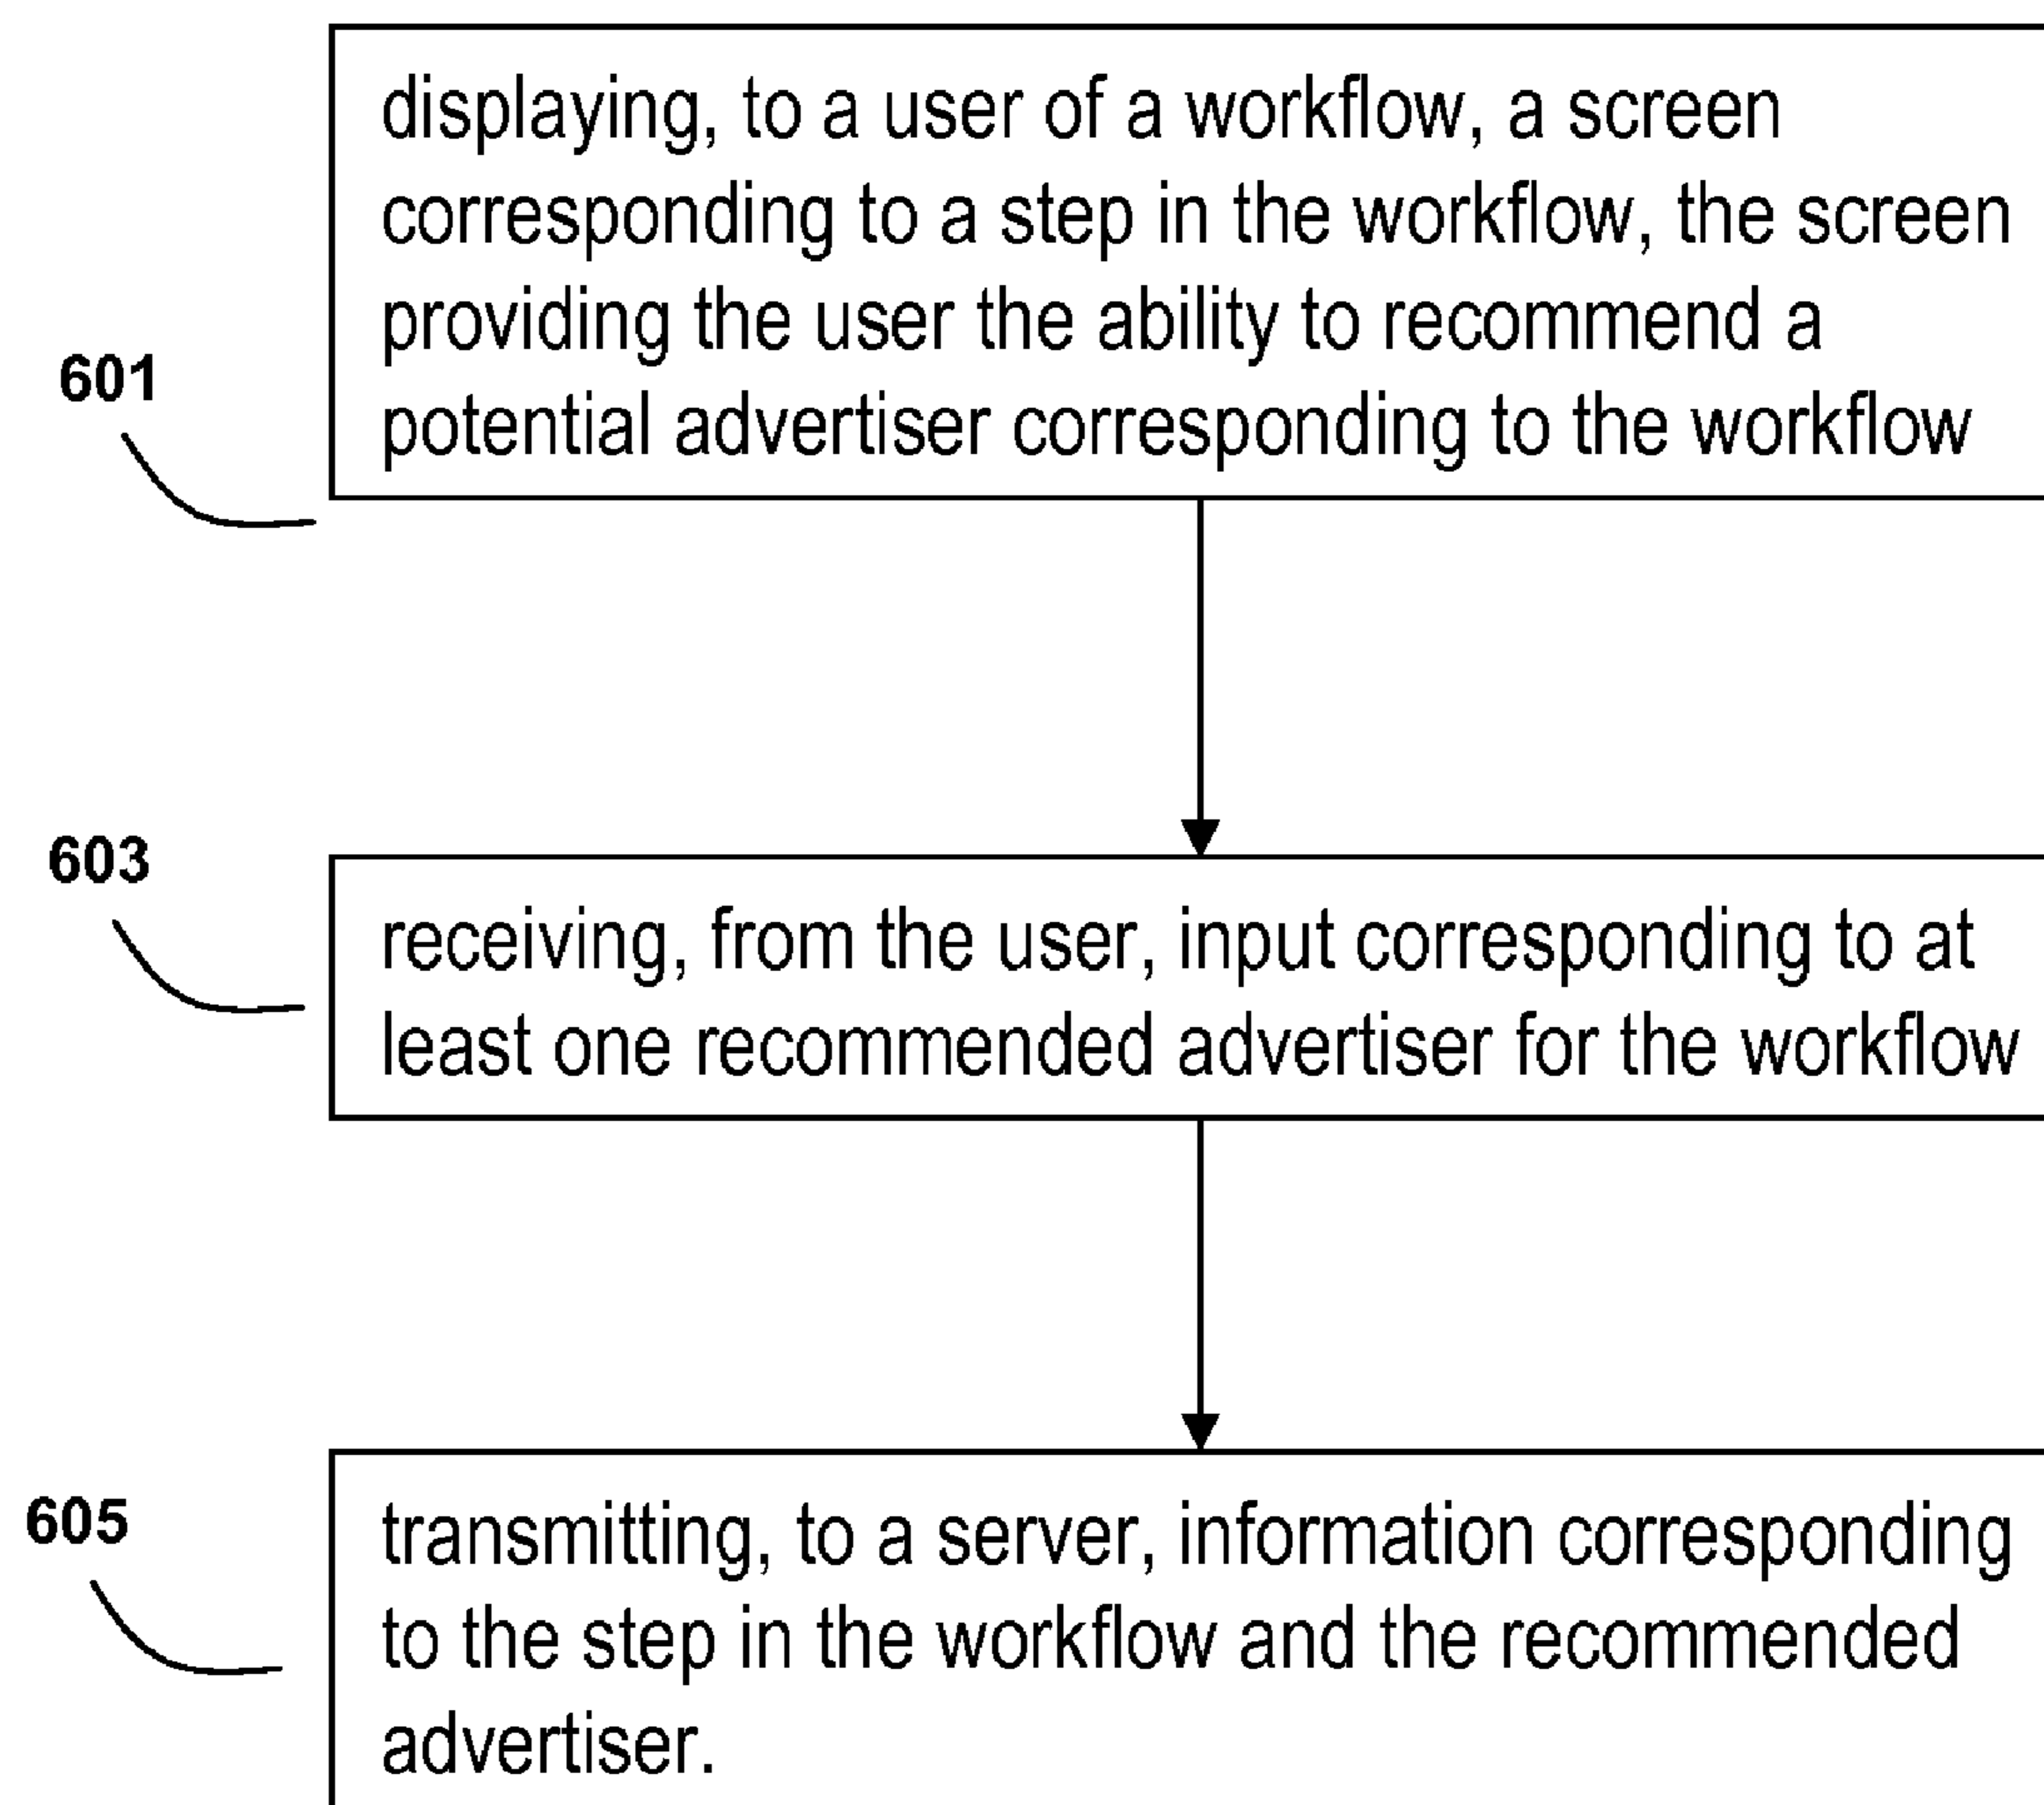 displaying, to a user of a workflow, a screen
corresponding to a step in the workflow, the screen
providing the user the ability to recommend a
potential advertiser corresponding to the workflow
601
603
receiving, from the user, input corresponding to at
least one recommended advertiser for the workflow
605
transmitting, to a server, information corresponding
to the step in the workflow and the recommended
advertiser.